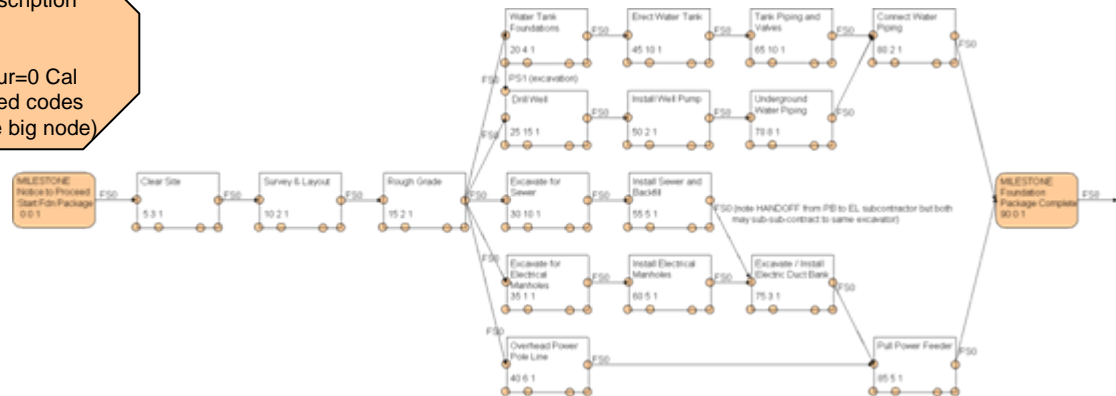 scription
ur=0 Cal
ed codes
e big node)
Water Tank
Foundations
20 4 1
FS0
Erect Water Tank
45 10 1
FS0
Tank Piping and
Valves
65 10 1
FS0
Connect Water
Piping
80 2 1
FS0
FS0
PS1 (excavation)
Drill Well
25 15 1
FS0
Install Well Pump
50 2 1
FS0
Underground
Water Piping
70 8 1
FS0
FS0
MILESTONE
Notice to Proceed
Start Fdn Package
0 0 1
FS0
Clear Site
5 3 1
FS0
Survey & Layout
10 2 1
FS0
Rough Grade
15 2 1
FS0
Excavate for
Sewer
30 10 1
FS0
Install Sewer and
Backfill
55 5 1
FS0 (note HANDOFF from PB to EL subcontractor but both
may sub-sub-contract to same excavator)
MILESTONE
Foundation
Package Complete
90 0 1
FS0
FS0
Excavate for
Electrical
Manholes
35 1 1
FS0
Install Electrical
Manholes
60 5 1
FS0
Excavate / Install
Electric Duct Bank
75 3 1
FS0
FS0
Overhead Power
Pole Line
40 6 1
FS0
Pull Power Feeder
85 5 1
FS0